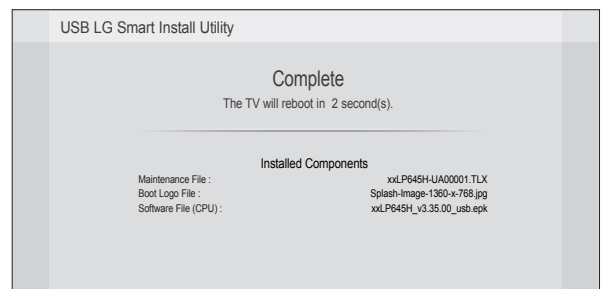 USB LG Smart Install Utility
Complete
The TV will reboot in 2 second(s).
Installed Components
Maintenance File : xxLP645H-UA00001.TLX
Boot Logo File : Splash-Image-1360-x-768.jpg
Software File (CPU) : xxLP645H_v3.35.00_usb.epk